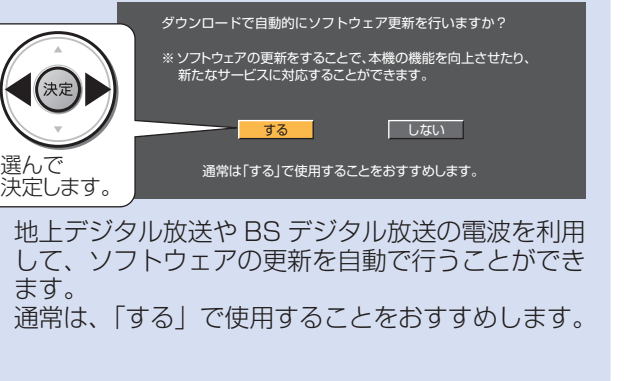 ダウンロードで自動的にソフトウェア更新を行いますか？
※ソフトウェアの更新をすることで、本機の機能を向上させたり、
新たなサービスに対応することができます。
決定
する
しない
選んで
決定します。
通常は「する」で使用することをおすすめします。
地上デジタル放送や BS デジタル放送の電波を利用
して、ソフトウェアの更新を自動で行うことができ
ます。
通常は、「する」で使用することをおすすめします。